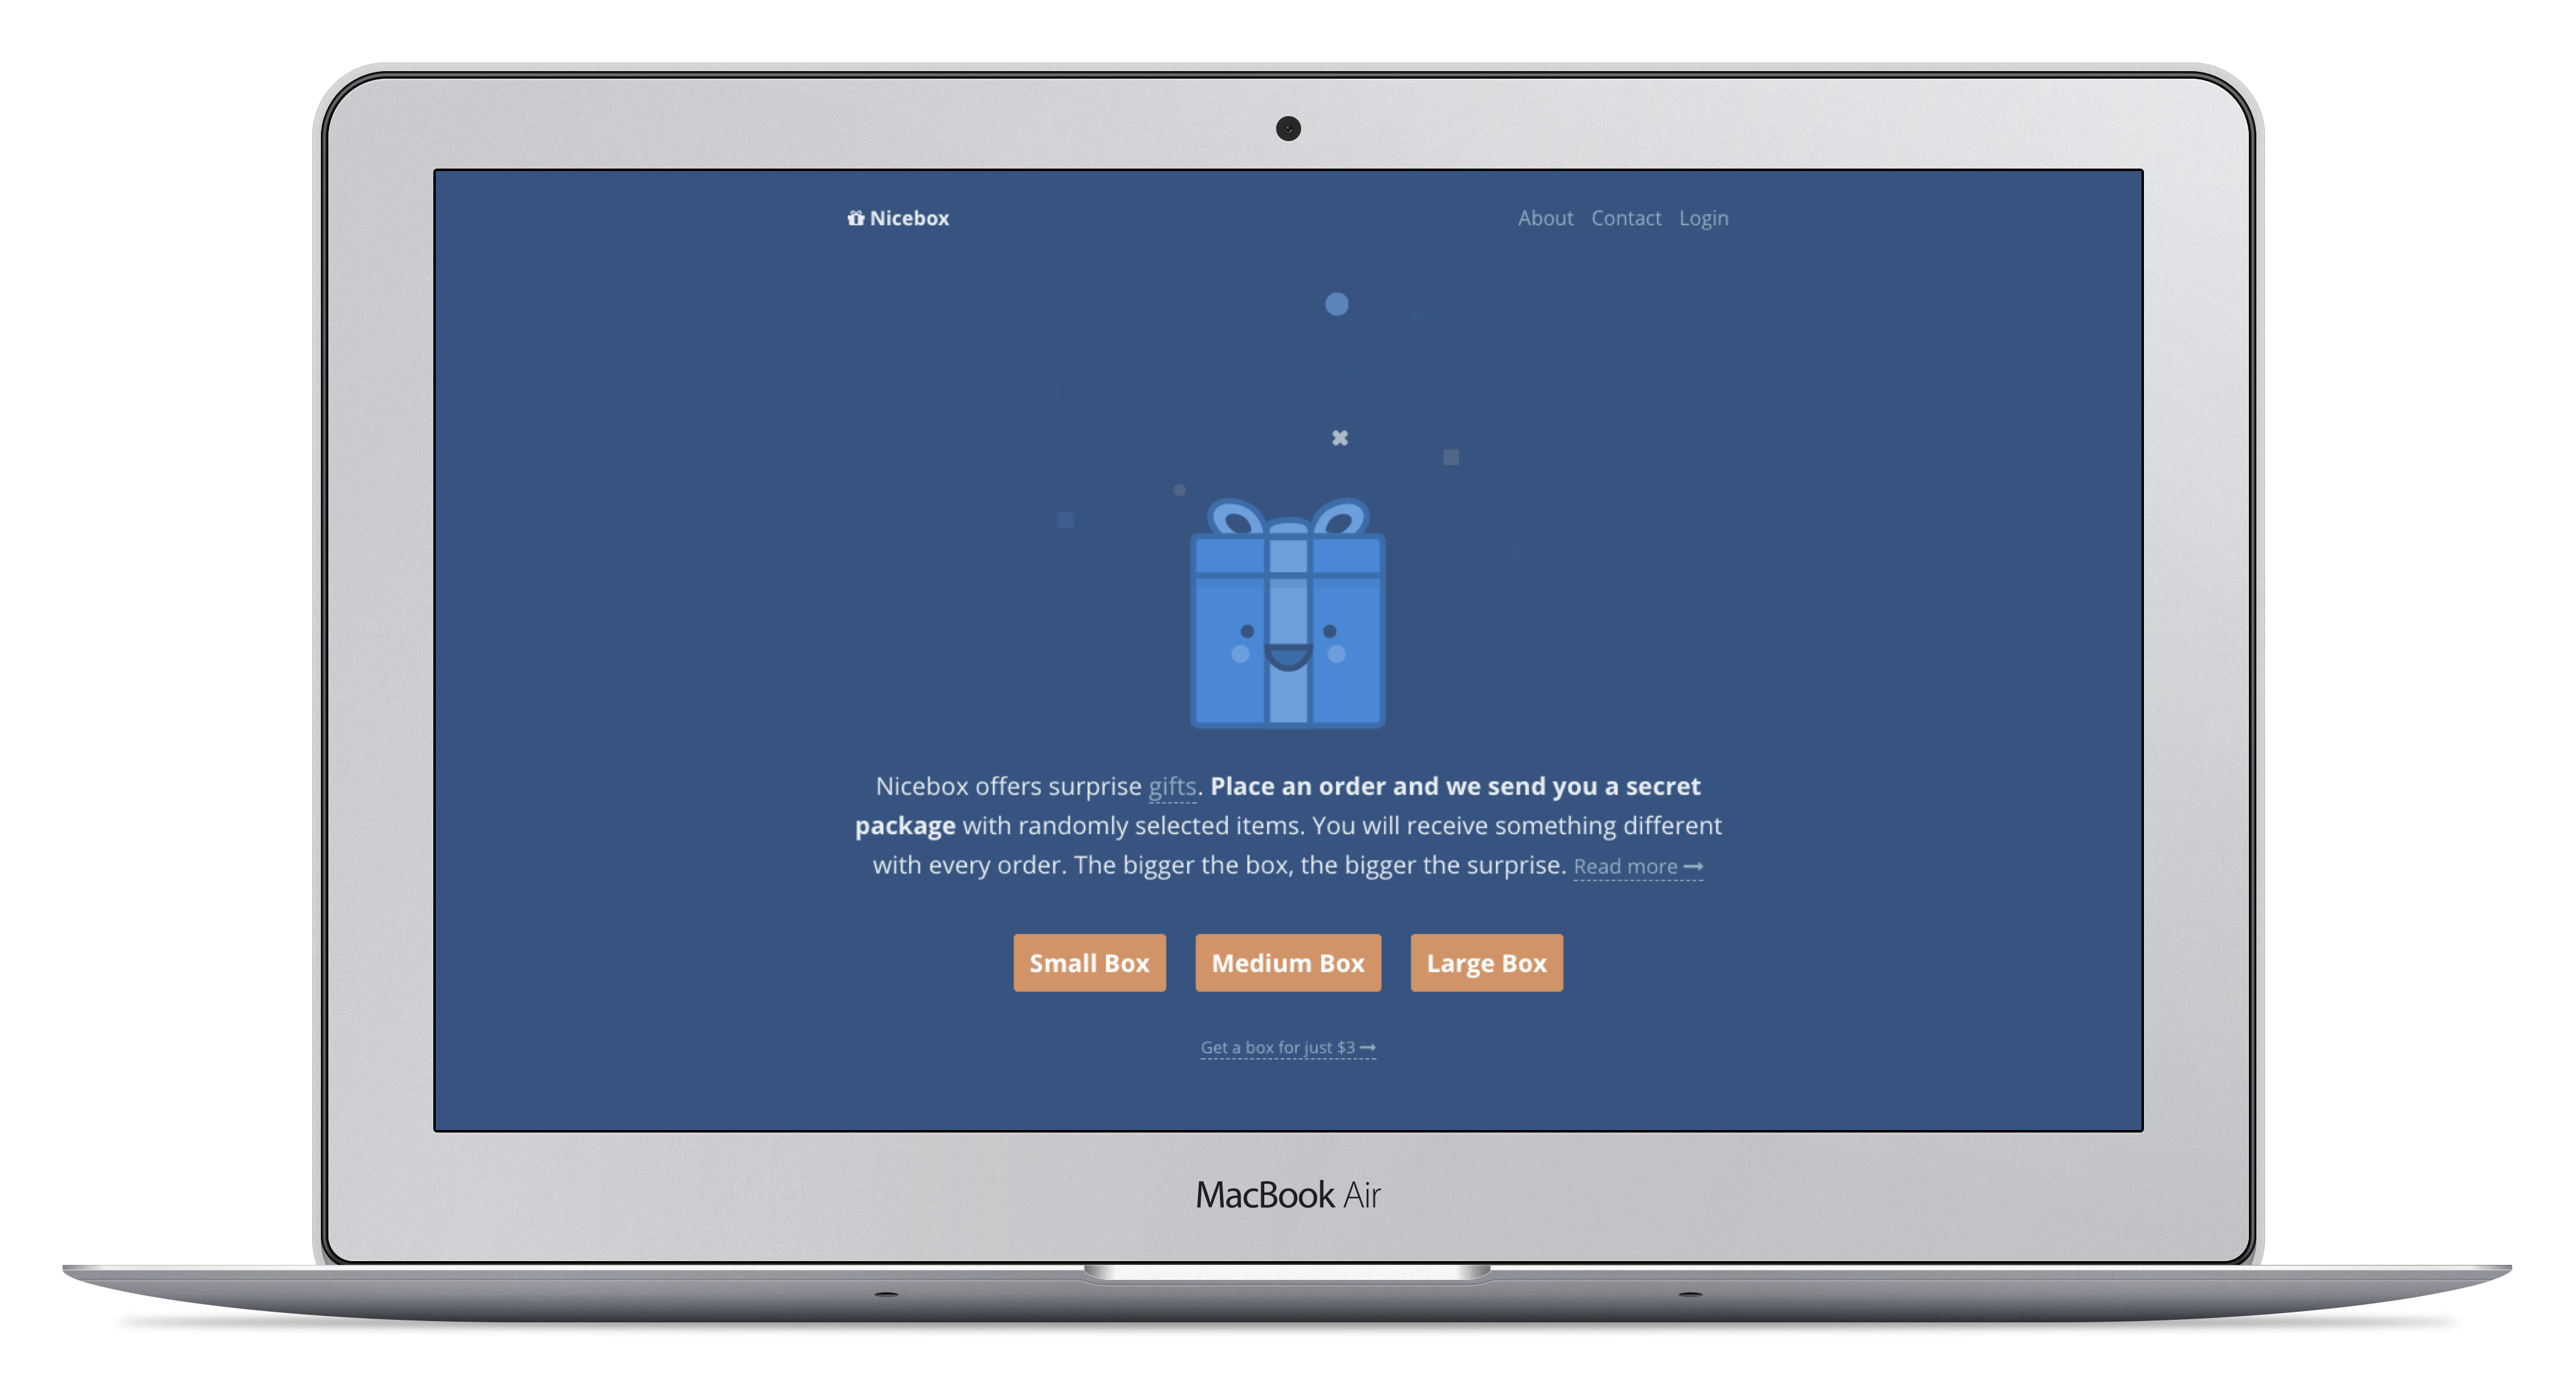 Nicebox
About Contact Login
Nicebox offers surprise gifts. Place an order and we send you a secret
package with randomly selected items. You will receive something different
with every order. The bigger the box, the bigger the surprise. Read more →
Small Box Medium Box Large Box
Get a box for just $3 →
MacBook Air